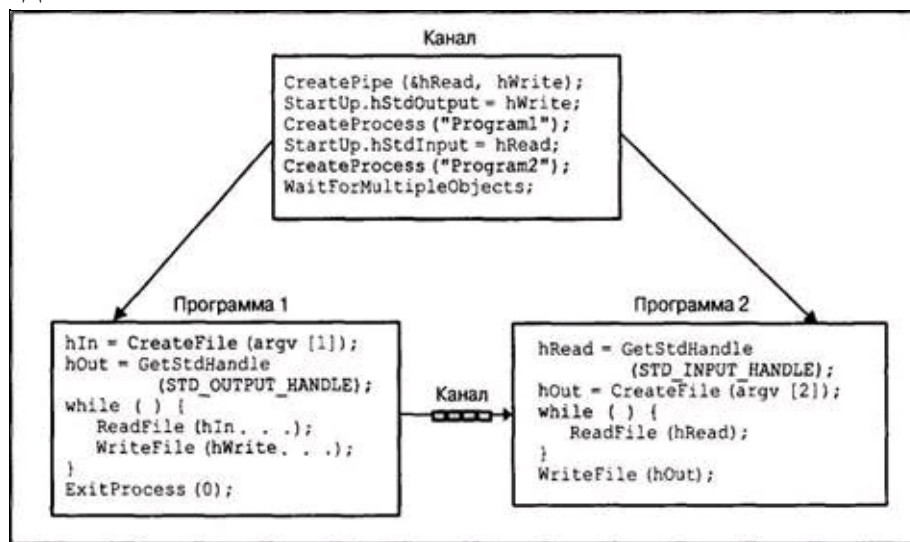 Канал
CreatePipe (&hRead, hWrite);
StartUp.hStdOutput = hWrite;
CreateProcess ("Program1");
StartUp.hStdInput = hRead;
CreateProcess ("Program2");
WaitForMultipleObjects;
Программа 1
hIn = CreateFile (argv [1]);
hOut = GetStdHandle
(STD_OUTPUT_HANDLE);
while ( ) {
ReadFile (hIn. . .);
WriteFile (hWrite. . .);
}
ExitProcess (0);
Канал
Программа 2
hRead = GetStdHandle
(STD_INPUT_HANDLE);
hOut = CreateFile (argv [2]);
while ( ) {
ReadFile (hRead);
}
WriteFile (hOut);